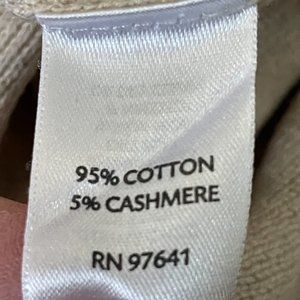 95% COTTON
5% CASHMERE
RN 97641